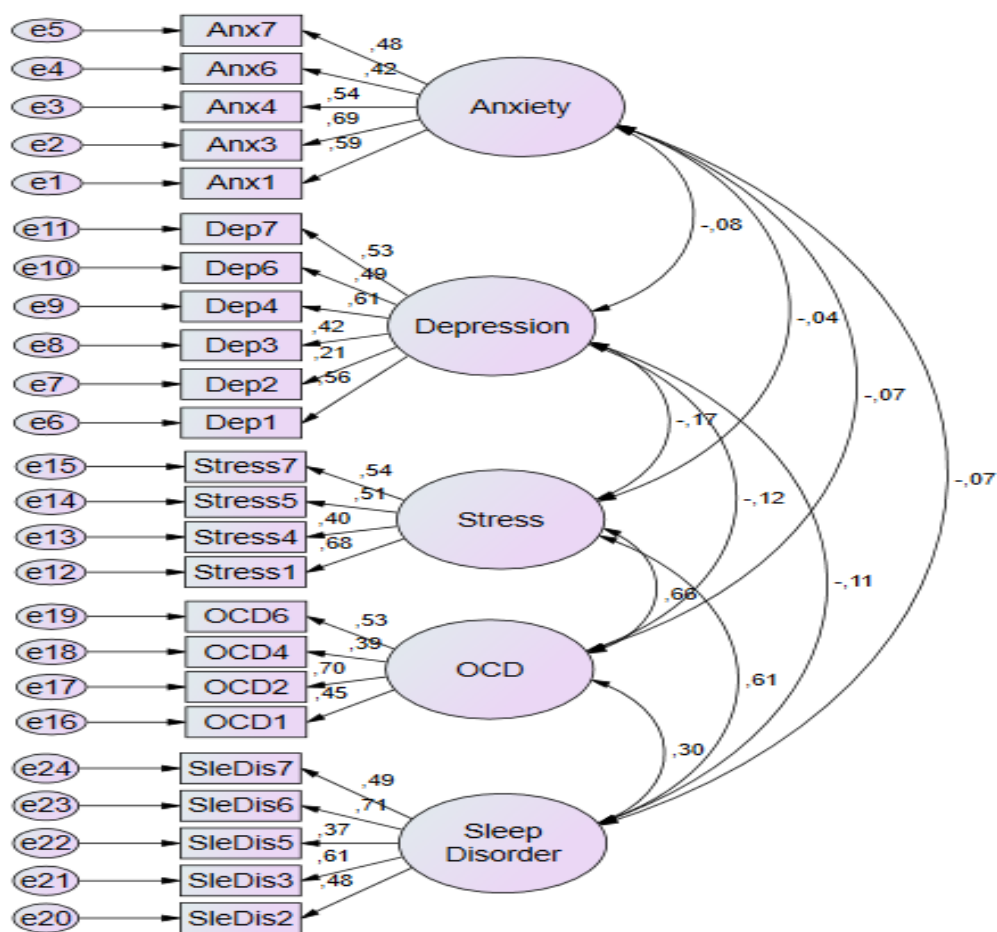 e5 Anx7 ,48
e4 Anx6 ,42
e3 Anx4 ,54 Anxiety
e2 Anx3 ,69
e1 Anx1 ,59
-,08
e11 Dep7 ,53
e10 Dep6 ,49
e9 Dep4 ,61 Depression -,04
e8 Dep3 ,42
e7 Dep2 ,21 -,07
e6 Dep1 ,56
-,17
e15 Stress7 ,54 -,07
e14 Stress5 ,51 -,12
e13 Stress4 ,40 Stress
e12 Stress1 ,68
-,11
,66
e19 OCD6 ,53
e18 OCD4 ,39 OCD
e17 OCD2 ,70 ,61
e16 OCD1 ,45
,30
e24 SleDis7 ,49
e23 SleDis6 ,71
e22 SleDis5 ,37 Sleep
Disorder
e21 SleDis3 ,61
e20 SleDis2 ,48